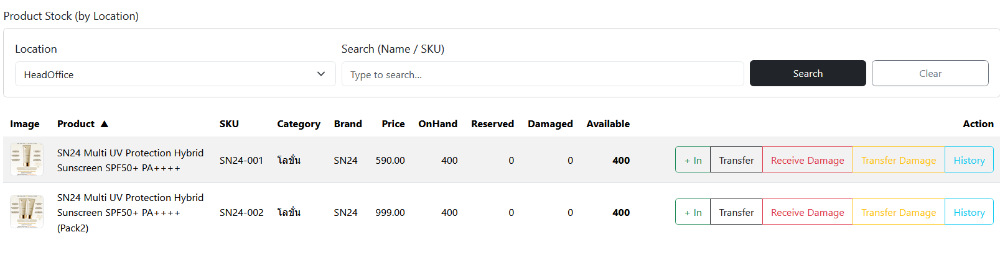 Product Stock (by Location)
Location
Search (Name / SKU)
HeadOffice
Type to search...
Search
Clear
Image Product ▲ SKU Category Brand Price OnHand Reserved Damaged Available Action
SN24 Multi UV Protection Hybrid
Sunscreen SPF50+ PA++++
SN24-001 โลชั่น SN24 590.00 400 0 0 400 + In Transfer Receive Damage Transfer Damage History
SN24 Multi UV Protection Hybrid
Sunscreen SPF50+ PA++++
(Pack2)
SN24-002 โลชั่น SN24 999.00 400 0 0 400 + In Transfer Receive Damage Transfer Damage History